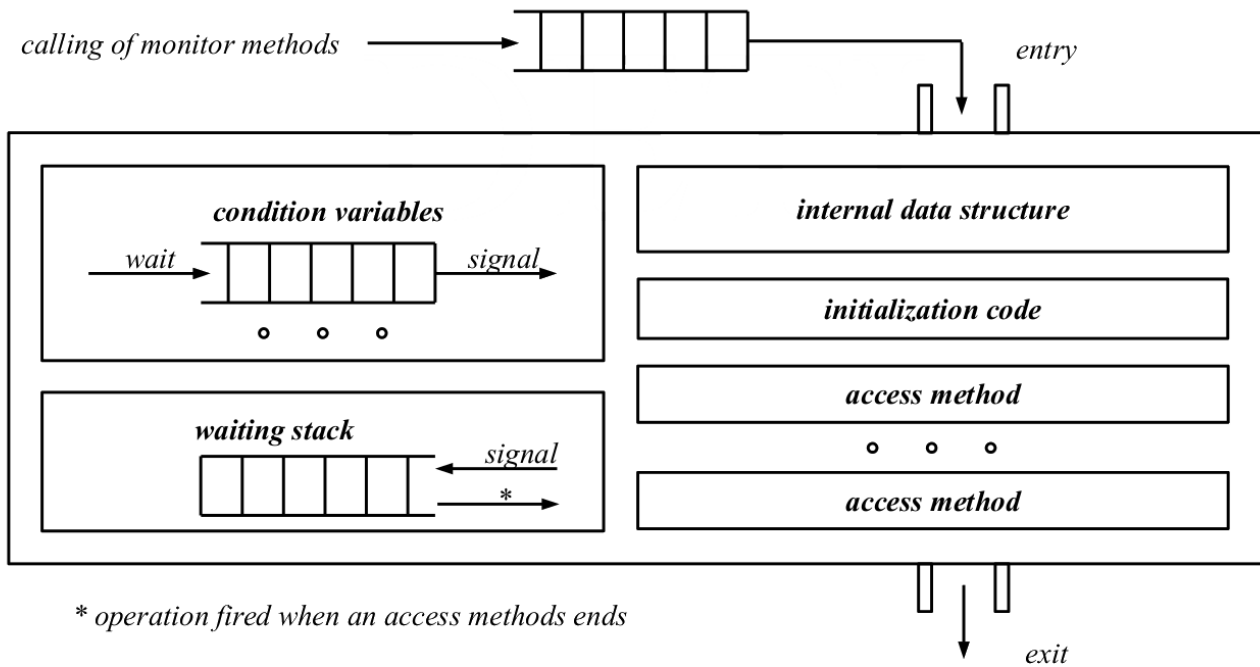 calling of monitor methods
entry
condition variables
wait
signal
internal data structure
initialization code
access method
waiting stack
signal
*
access method
* operation fired when an access methods ends
exit